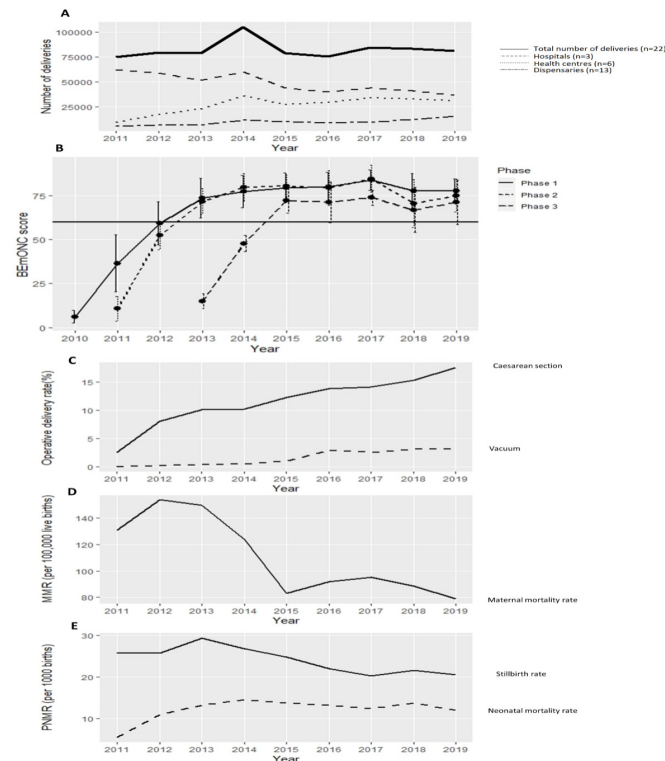 A
100000
75000
50000
25000
Number of deliveries
2011 2012 2013 2014 2015 2016 2017 2018 2019
Year
Total number of deliveries (n=22)
Hospitals (n=3)
Health centres (n=6)
Dispensaries (n=13)
B
75
50
25
0
BEmONC score
2010 2011 2012 2013 2014 2015 2016 2017 2018 2019
Year
Phase
Phase 1
Phase 2
Phase 3
C
15
10
5
0
Operative delivery rate(%)
2011 2012 2013 2014 2015 2016 2017 2018 2019
Year
Caesarean section
Vacuum
D
140
120
100
80
MMR (per 100,000 live births)
2011 2012 2013 2014 2015 2016 2017 2018 2019
Year
Maternal mortality rate
E
30
20
10
PNMR (per 1000 births)
2011 2012 2013 2014 2015 2016 2017 2018 2019
Year
Stillbirth rate
Neonatal mortality rate